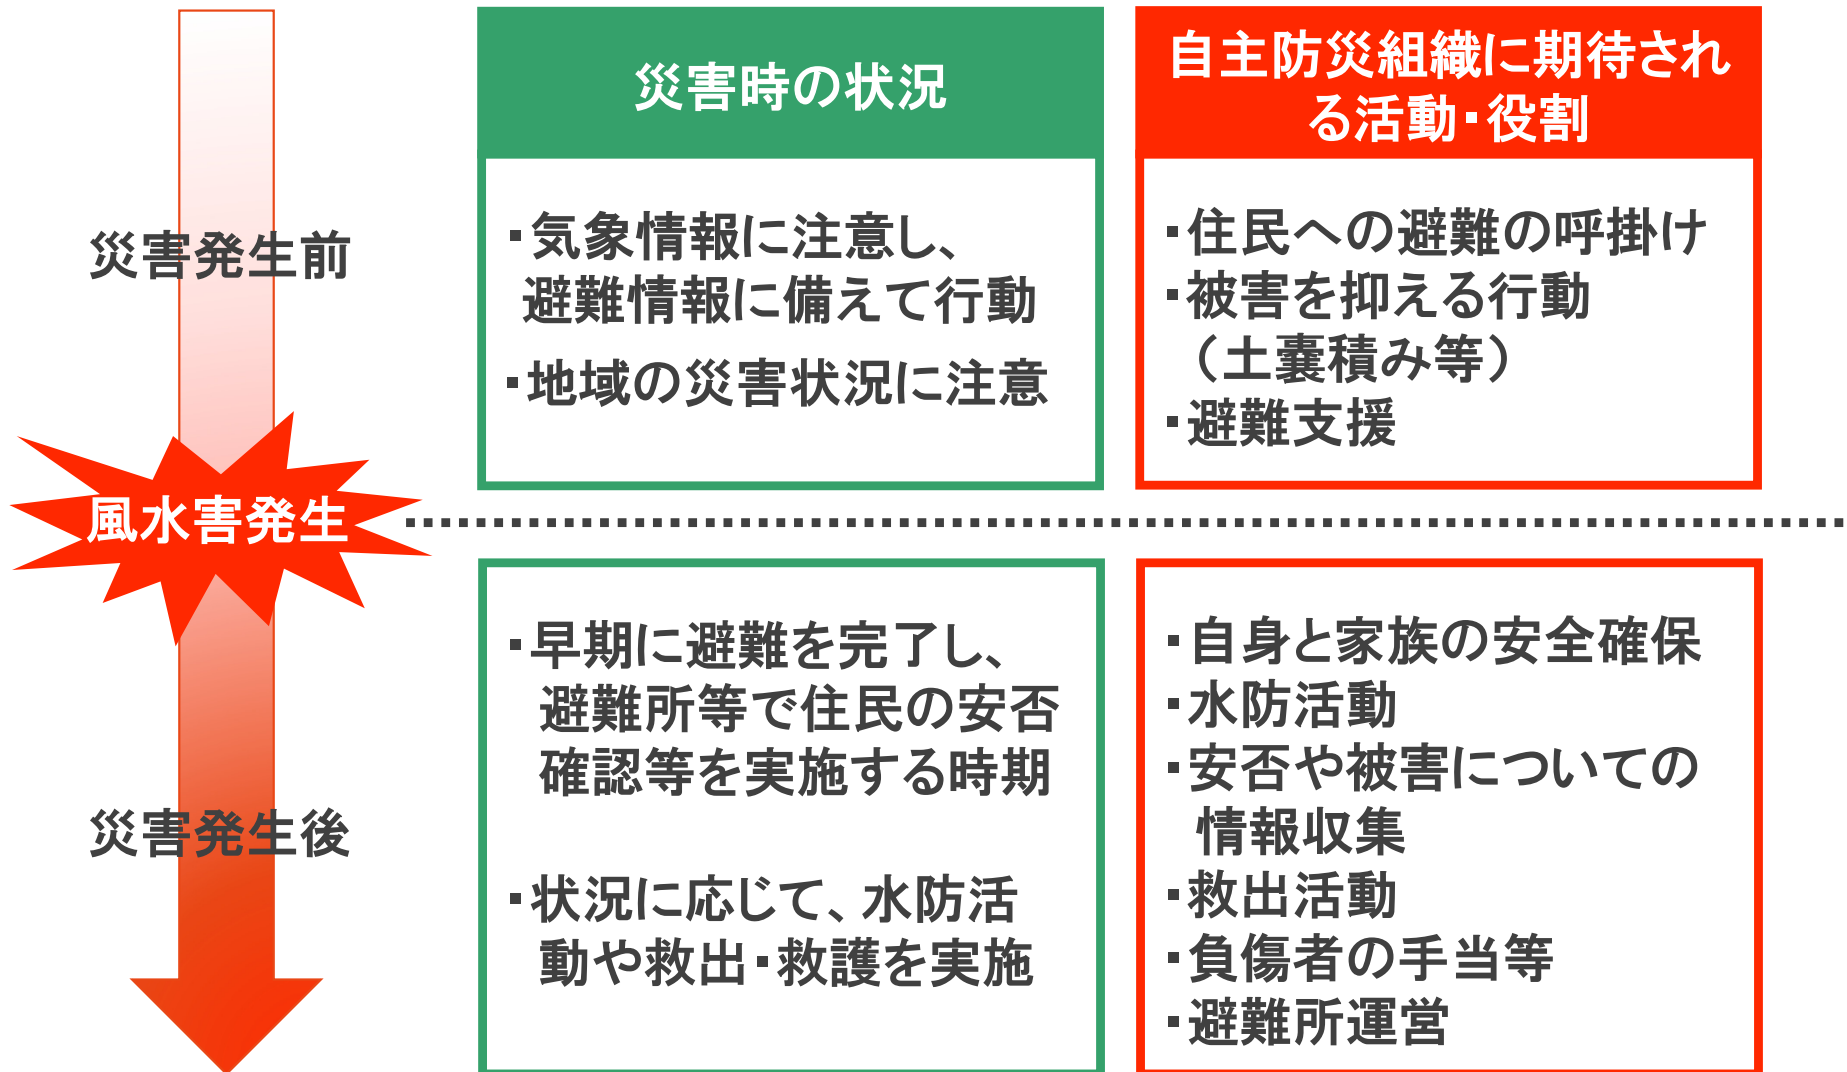 災害時の状況
自主防災組織に期待され
る活動・役割
災害発生前
・気象情報に注意し、
避難情報に備えて行動
・地域の災害状況に注意
・住民への避難の呼掛け
・被害を抑える行動
（土嚢積み等）
・避難支援
風水害発生
災害発生後
・早期に避難を完了し、
避難所等で住民の安否
確認等を実施する時期
・状況に応じて、水防活
動や救出・救護を実施
・自身と家族の安全確保
・水防活動
・安否や被害についての
情報収集
・救出活動
・負傷者の手当等
・避難所運営